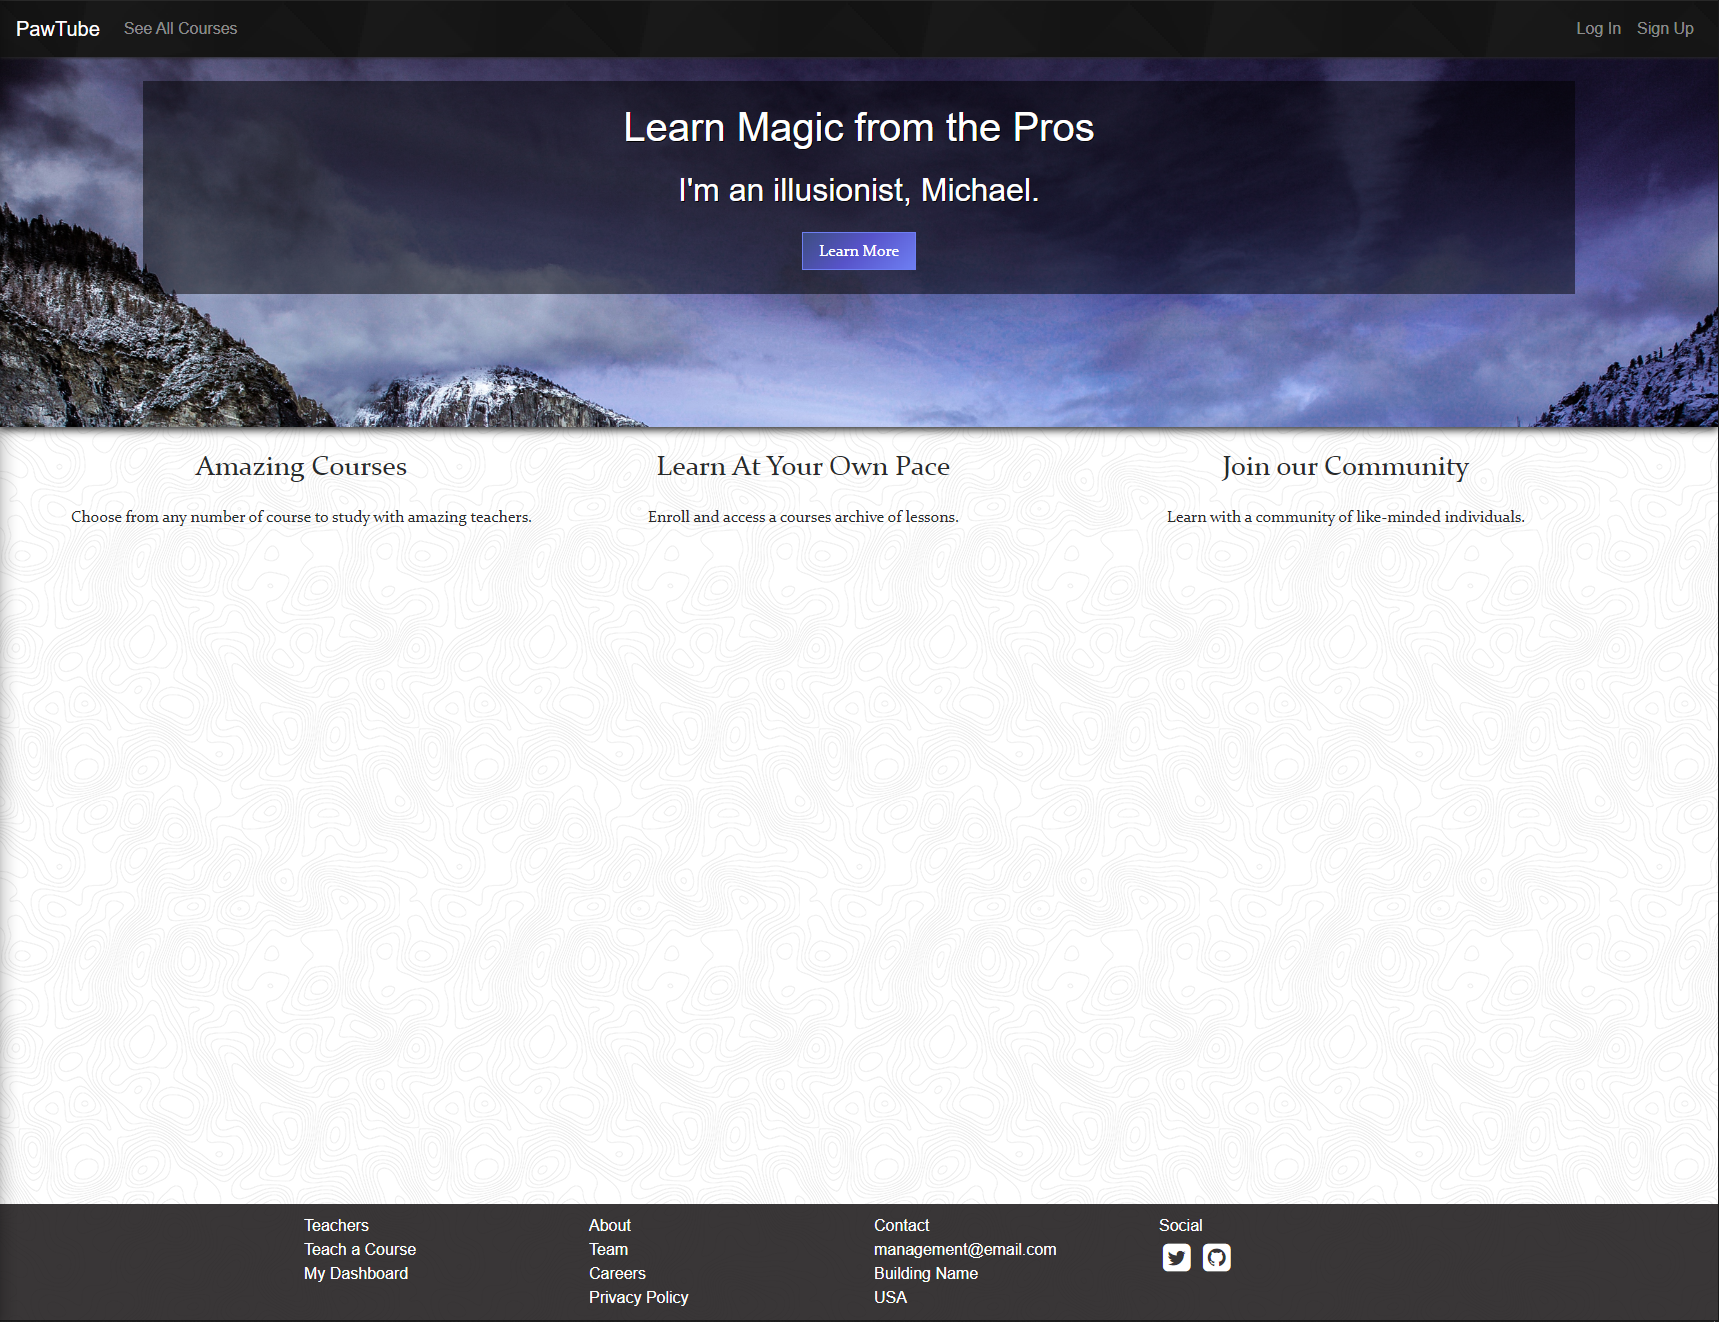 PawTube See All Courses Log In Sign Up
Learn Magic from the Pros
I'm an illusionist, Michael.
Learn More
Amazing Courses
Choose from any number of course to study with amazing teachers.
Learn At Your Own Pace
Enroll and access a courses archive of lessons.
Join our Community
Learn with a community of like-minded individuals.
Teachers
Teach a Course
My Dashboard
About
Team
Careers
Privacy Policy
Contact
management@email.com
Building Name
USA
Social